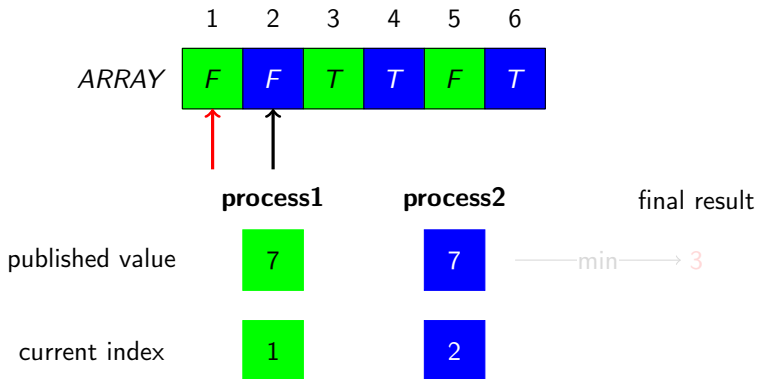 1 2 3 4 5 6
ARRAY F F T T F T
process1 process2 final result
published value 7 7 min 3
current index 1 2